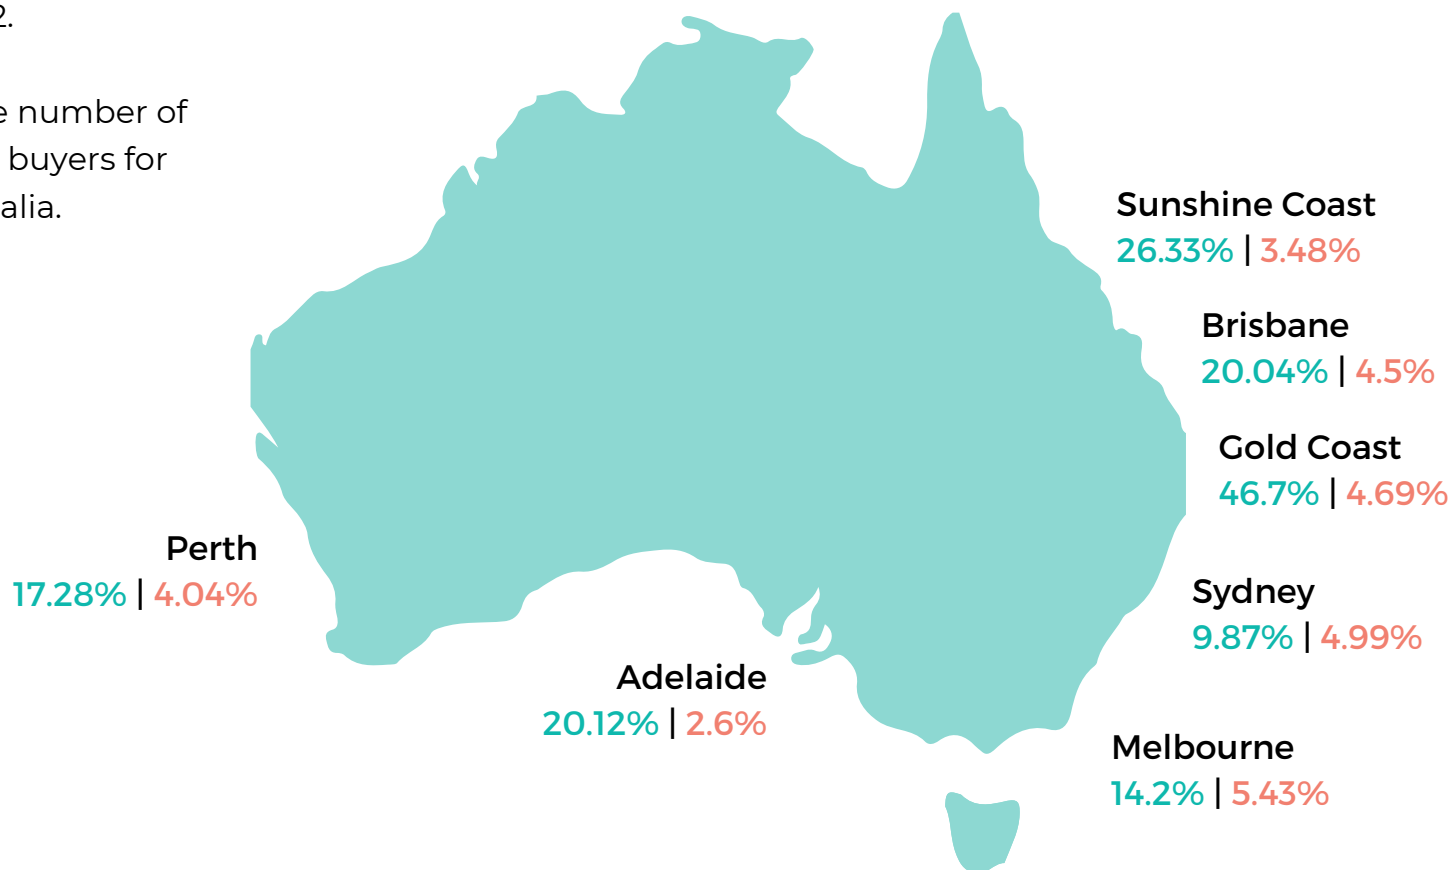 2.
number of
buyers for
alia.
Sunshine Coast
26.33% | 3.48%
Brisbane
20.04% | 4.5%
Gold Coast
46.7% | 4.69%
Perth
17.28% | 4.04%
Sydney
9.87% | 4.99%
Adelaide
20.12% | 2.6%
Melbourne
14.2% | 5.43%